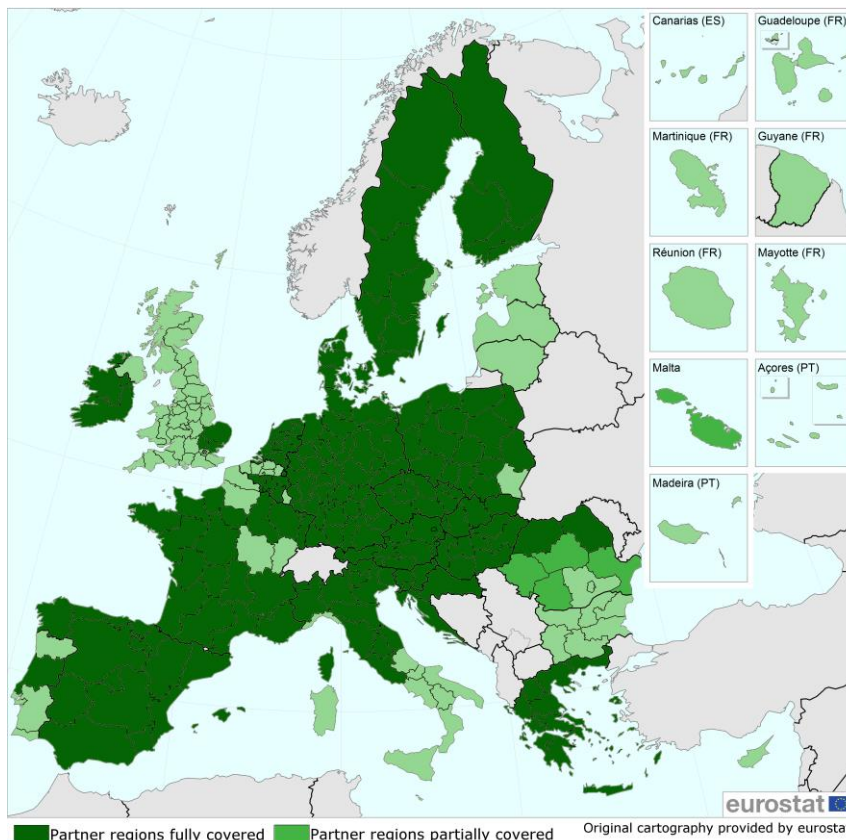 Canarias (ES)
Guadeloupe (FR)
Martinique (FR)
Guyane (FR)
Réunion (FR)
Mayotte (FR)
Malta
Açores (PT)
Madeira (PT)
eurostat
Partner regions fully covered
Partner regions partially covered
Original cartography provided by eurosta